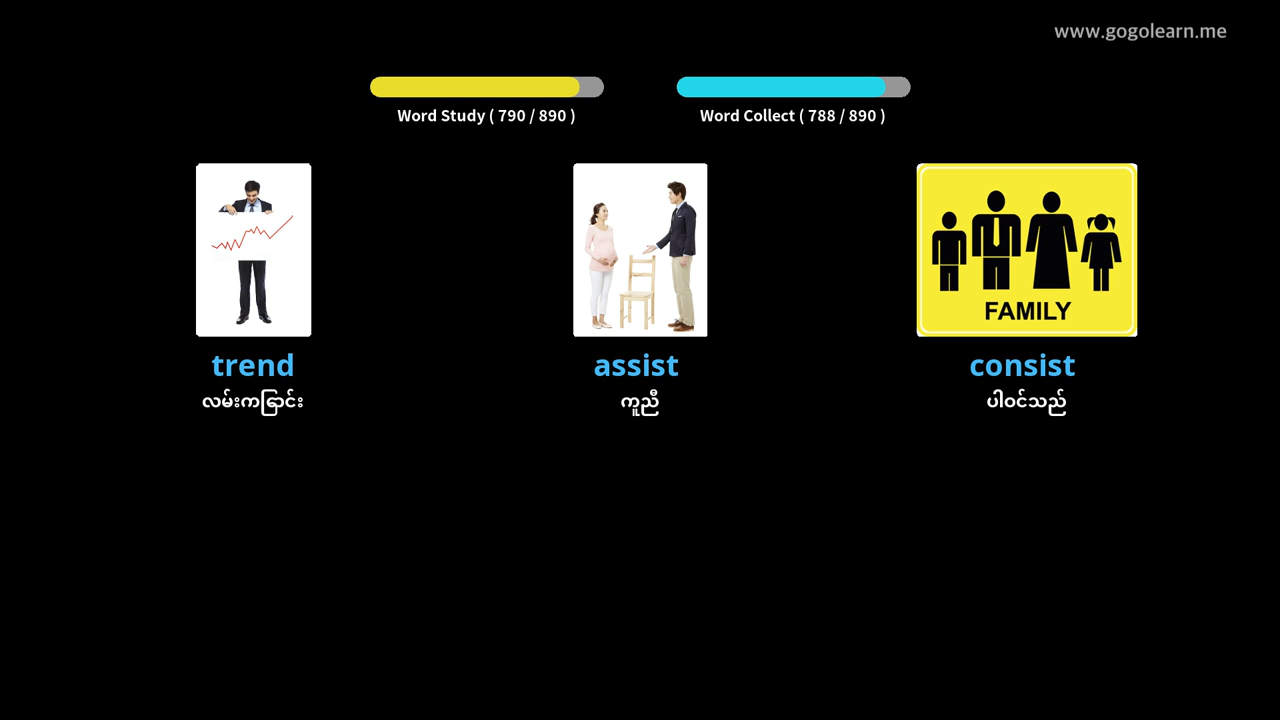 www.gogolearn.me
Word Study ( 790 / 890 )
Word Collect ( 788 / 890 )
FAMILY
trend
assist
consist
လမ်းကြောင်း
ကူညီ
ပါဝင်သည်